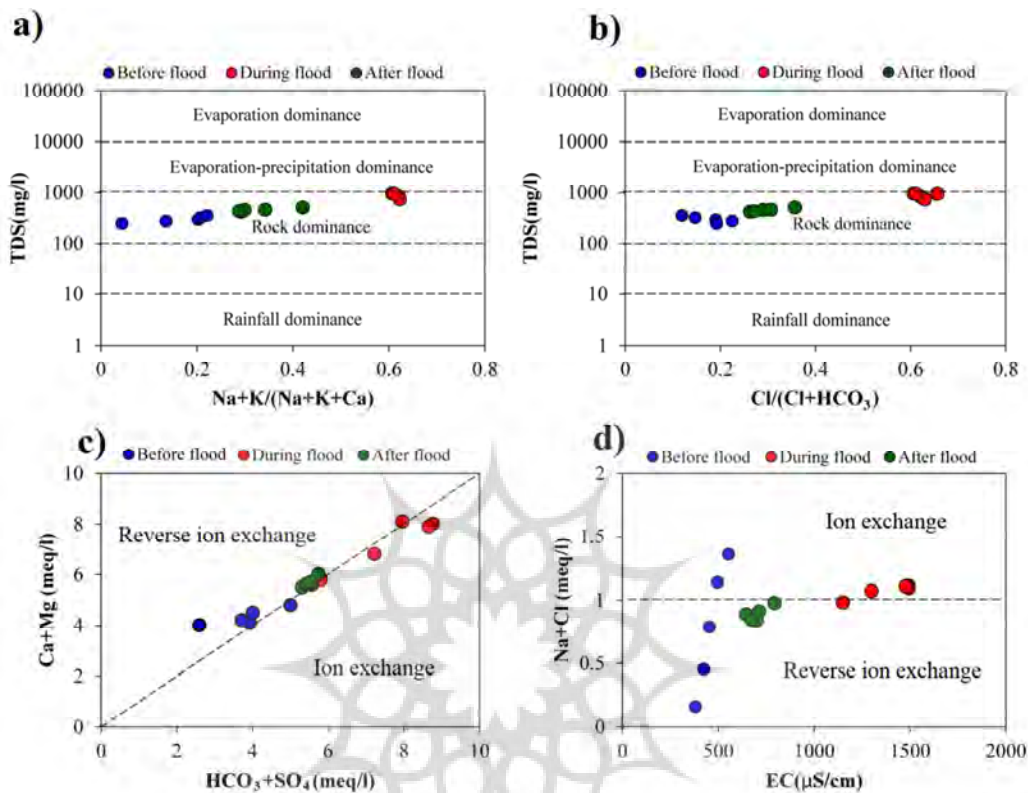 a)
Before flood During flood After flood
TDS(mg/l)
100000
10000
1000
100
10
1
Evaporation dominance
Evaporation-precipitation dominance
Rock dominance
Rainfall dominance
0 0.2 0.4 0.6 0.8
Na+K/(Na+K+Ca)
b)
Before flood During flood After flood
TDS(mg/l)
100000
10000
1000
100
10
1
Evaporation dominance
Evaporation-precipitation dominance
Rock dominance
Rainfall dominance
0 0.2 0.4 0.6 0.8
Cl/(Cl+HCO₃)
c)
Before flood During flood After flood
Ca+Mg (meq/l)
10
8
6
4
2
0
Reverse ion exchange
Ion exchange
0 2 4 6 8 10
HCO₃+SO₄ (meq/l)
d)
Before flood During flood After flood
Na+Cl (meq/l)
2
1.5
1
0.5
0
Ion exchange
Reverse ion exchange
0 500 1000 1500 2000
EC(μS/cm)